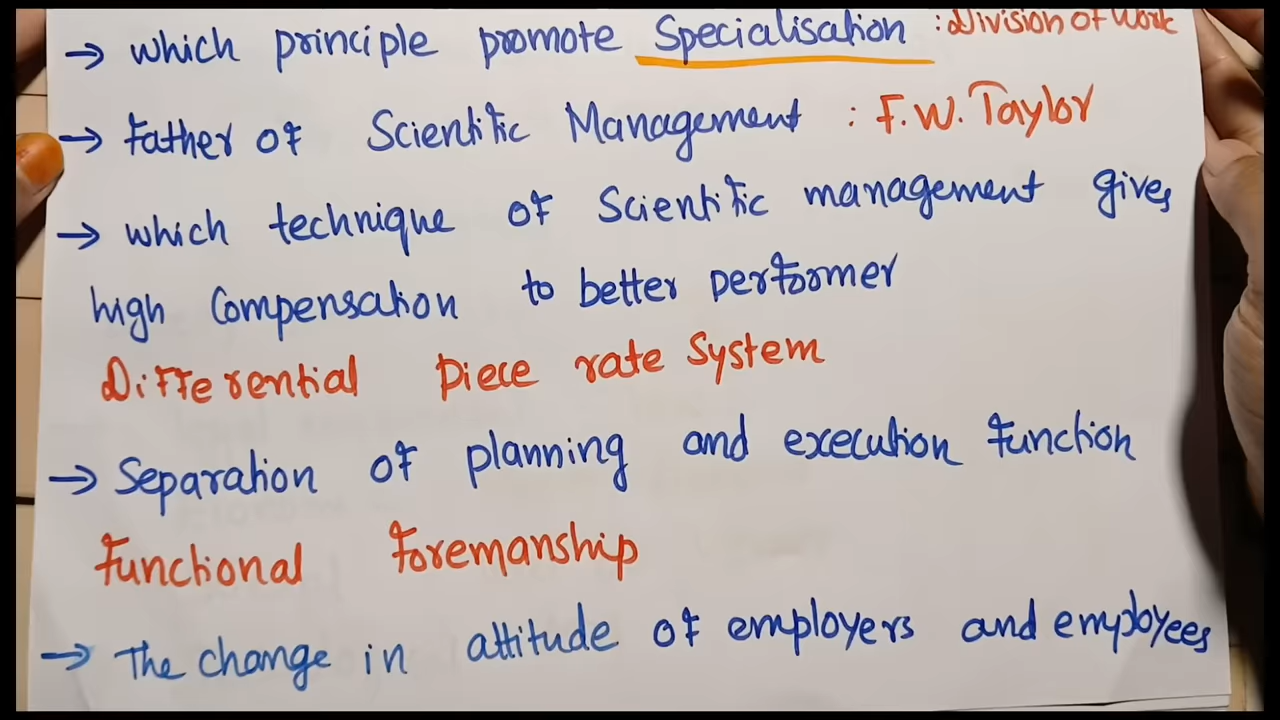 → which principle promote Specialisation : Division of Work
→ Father of Scientific Management : F.W. Taylor
→ which technique of Scientific management gives
high Compensation to better performer
Differential piece rate System
→ Separation of planning and execution function
Functional foremanship
→ The change in attitude of employers and employees